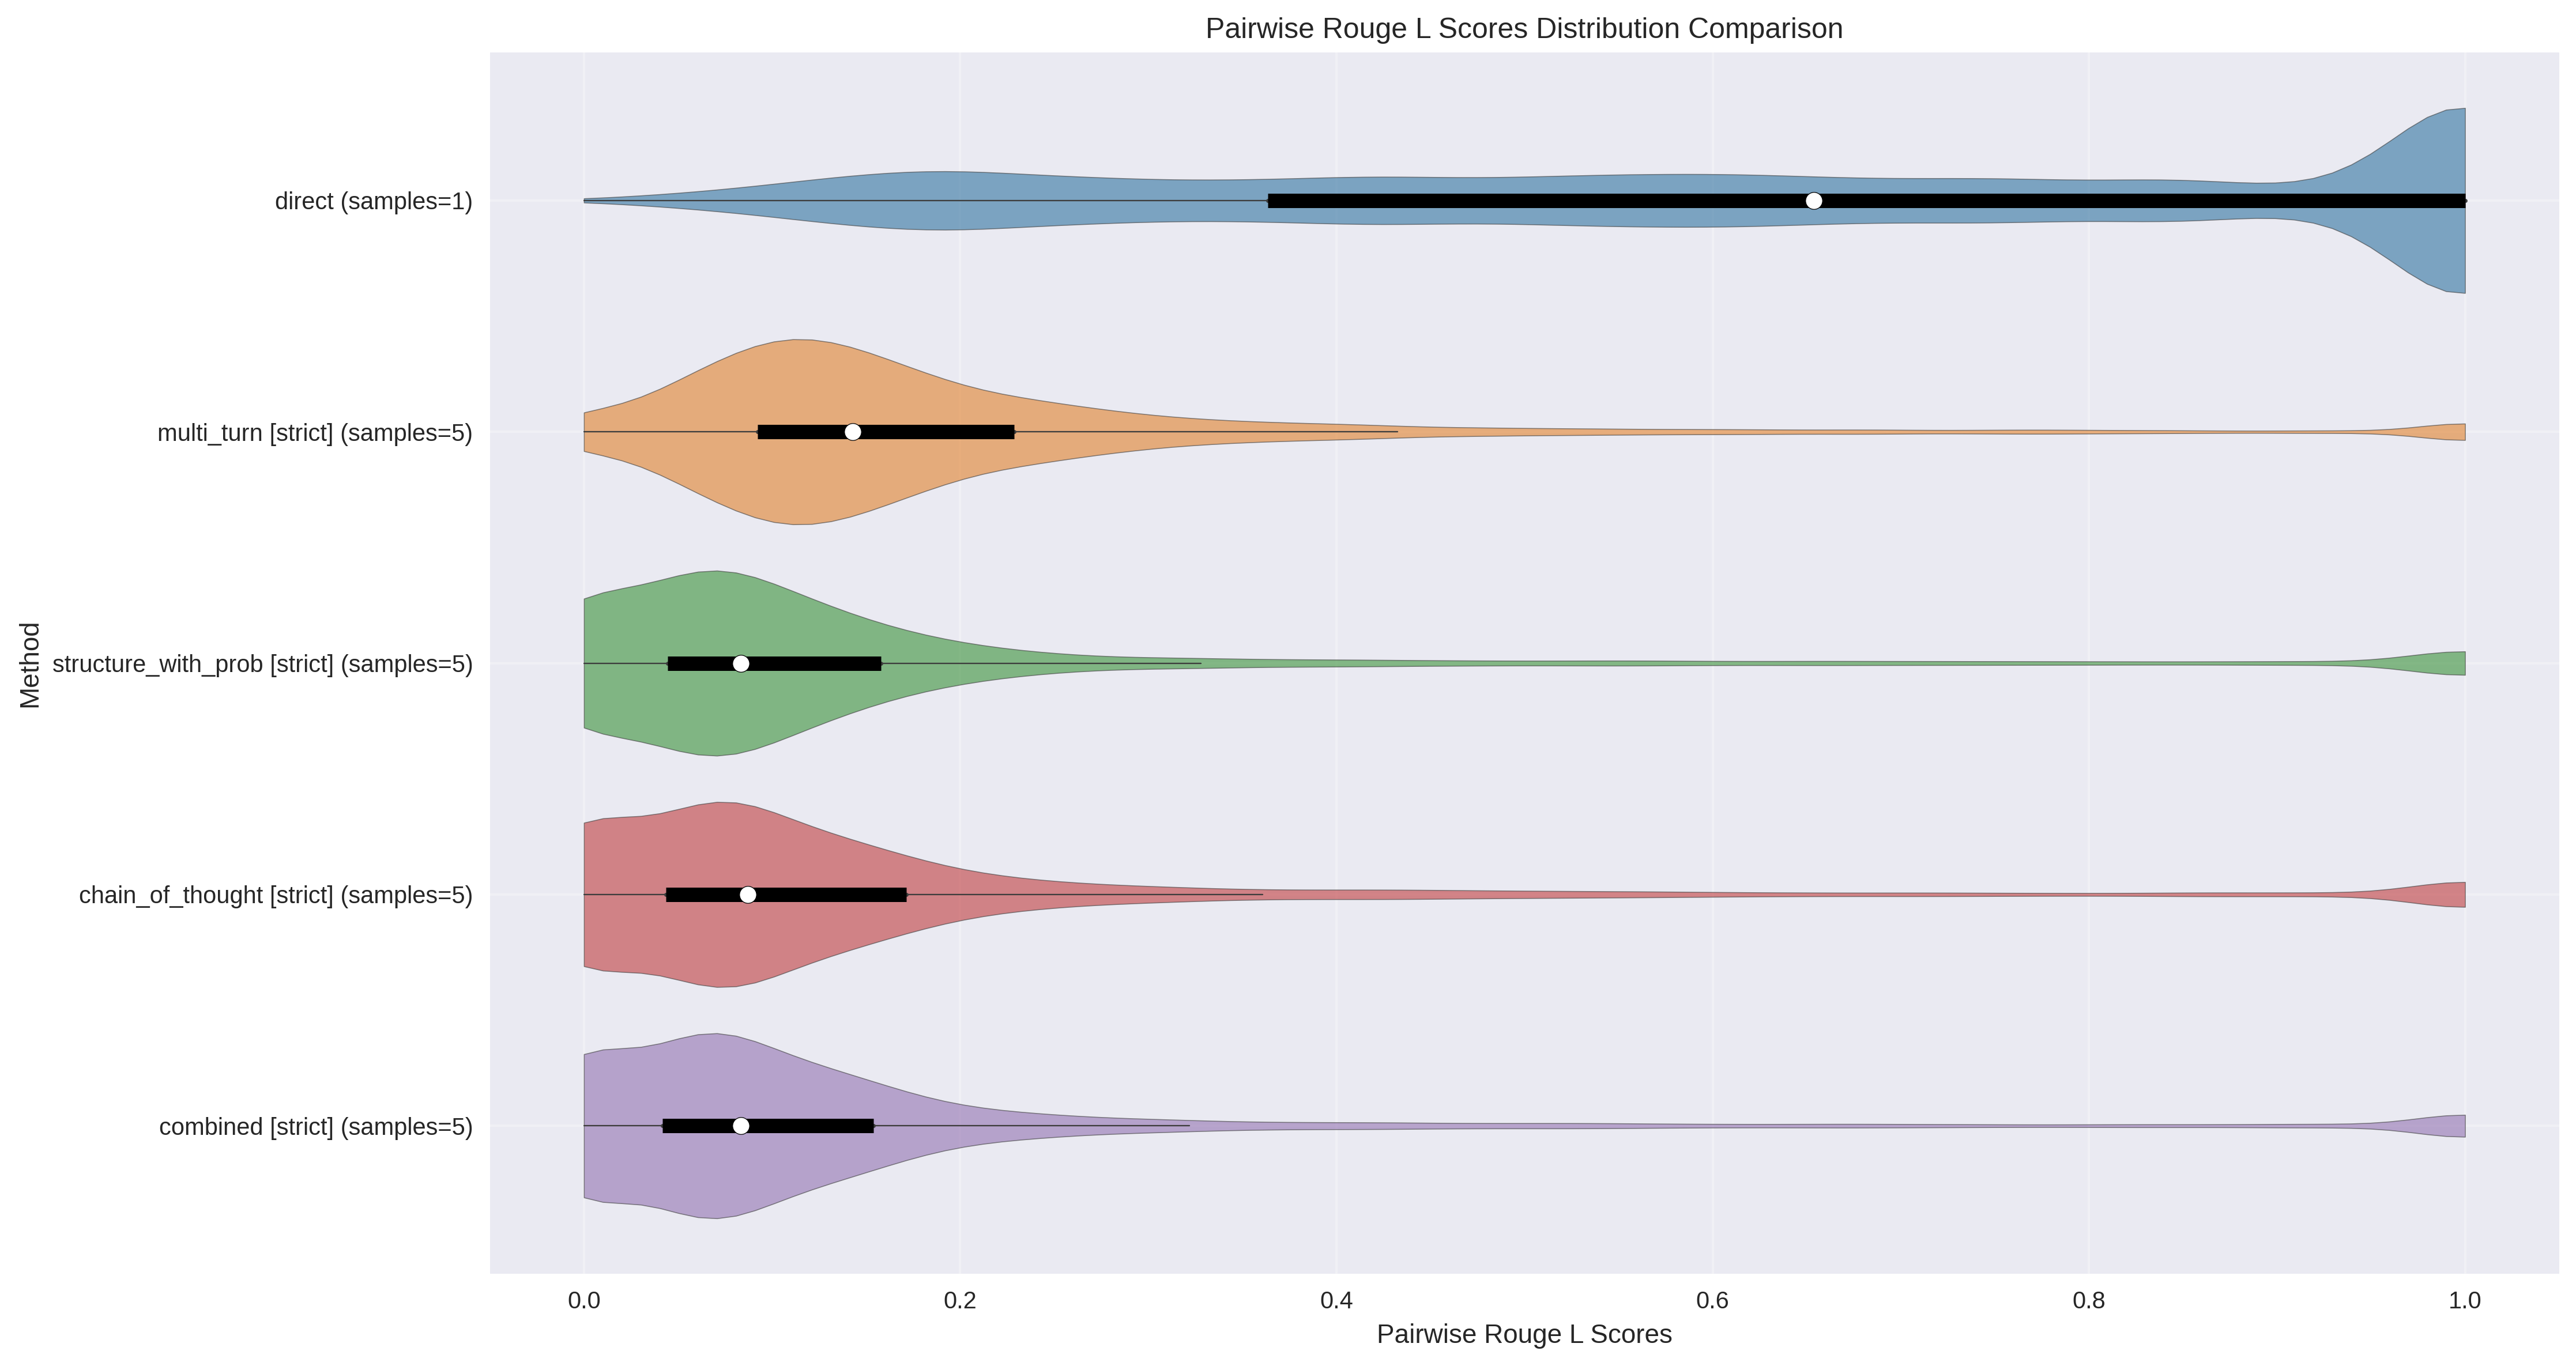 Pairwise Rouge L Scores Distribution Comparison
Method
direct (samples=1)
multi_turn [strict] (samples=5)
structure_with_prob [strict] (samples=5)
chain_of_thought [strict] (samples=5)
combined [strict] (samples=5)
0.0 0.2 0.4 0.6 0.8 1.0
Pairwise Rouge L Scores